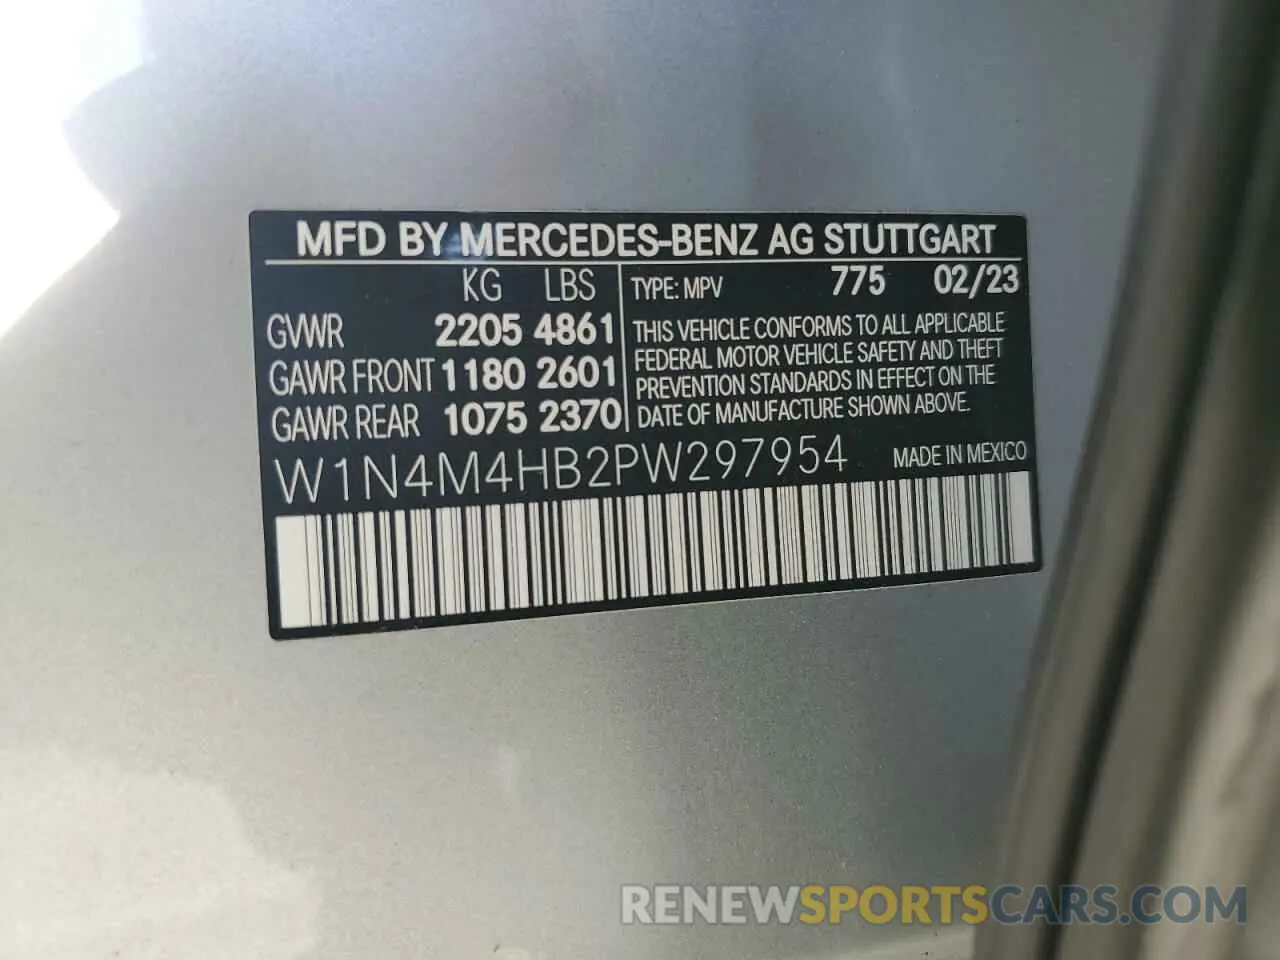 MFD BY MERCEDES-BENZ AG STUTTGART
KG LBS
GVWR 2205 4861
GAWR FRONT 1180 2601
GAWR REAR 1075 2370
TYPE: MPV 775 02/23
THIS VEHICLE CONFORMS TO ALL APPLICABLE
FEDERAL MOTOR VEHICLE SAFETY AND THEFT
PREVENTION STANDARDS IN EFFECT ON THE
DATE OF MANUFACTURE SHOWN ABOVE.
W1N4M4HB2PW297954 MADE IN MEXICO
RENEWSPORTSCARS.COM